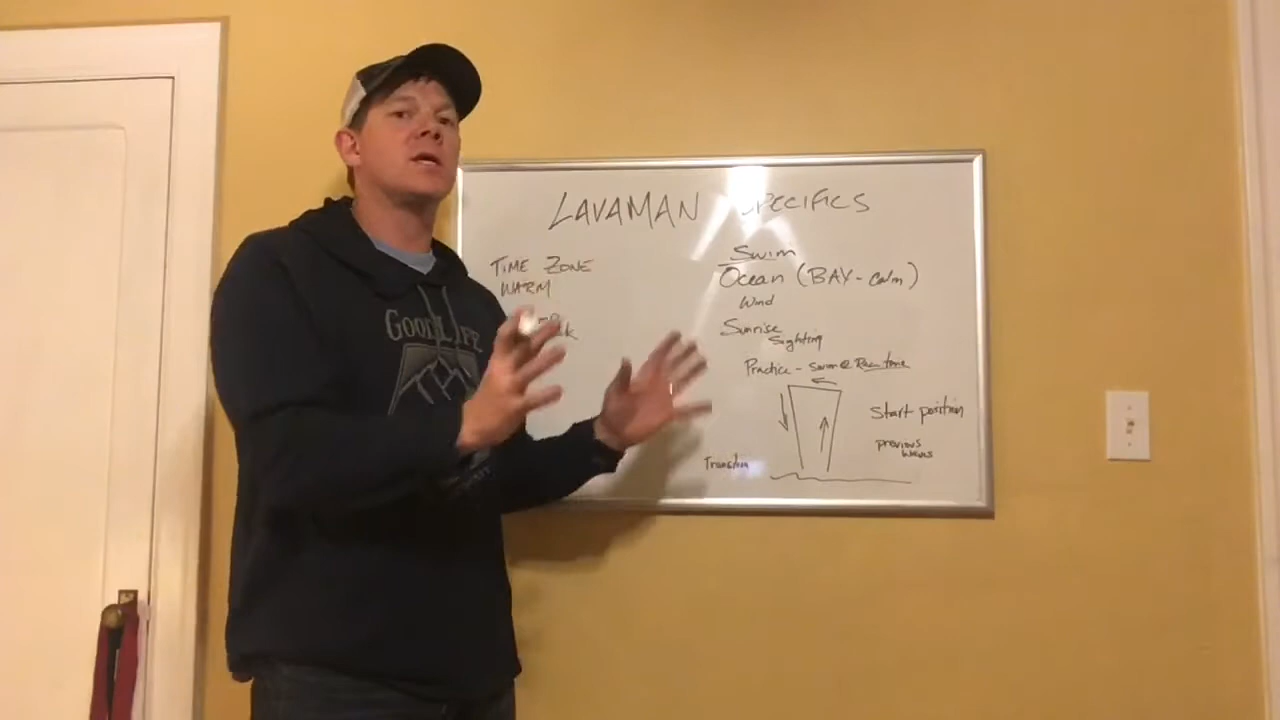 LAVAMAN SPECIFICS
TIME ZONE
WARM
Swim
Ocean (BAY - calm)
Wind
Sunrise
Sighting
Practice - Swim @ Race time
Start position
previous
waves
Transition
GOOD LIFE